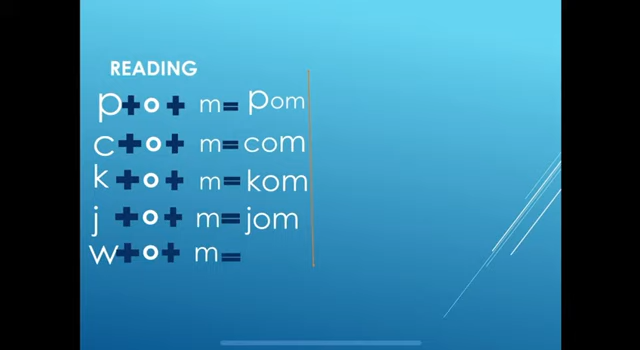 READING
p+o+ m= pom
c+o+ m=com
k+o+ m=kom
j+o+ m=jom
w+o+ m=